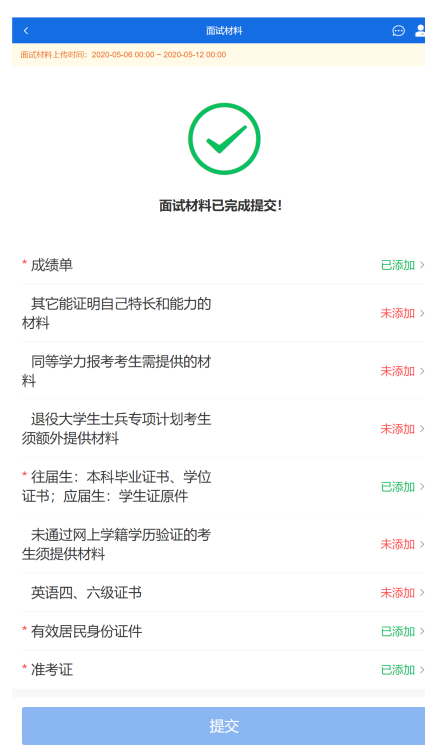 面试材料
面试材料上传时间：2020-05-06 00:00 ~ 2020-05-12 00:00
面试材料已完成提交！
* 成绩单 已添加
其它能证明自己特长和能力的
材料
未添加
同等学力报考考生需提供的材
料
未添加
退役大学生士兵专项计划考生
须额外提供材料
未添加
* 往届生：本科毕业证书、学位
证书；应届生：学生证原件
已添加
未通过网上学籍学历验证的考
生须提供材料
未添加
英语四、六级证书 未添加
* 有效居民身份证件 已添加
* 准考证 已添加
提交